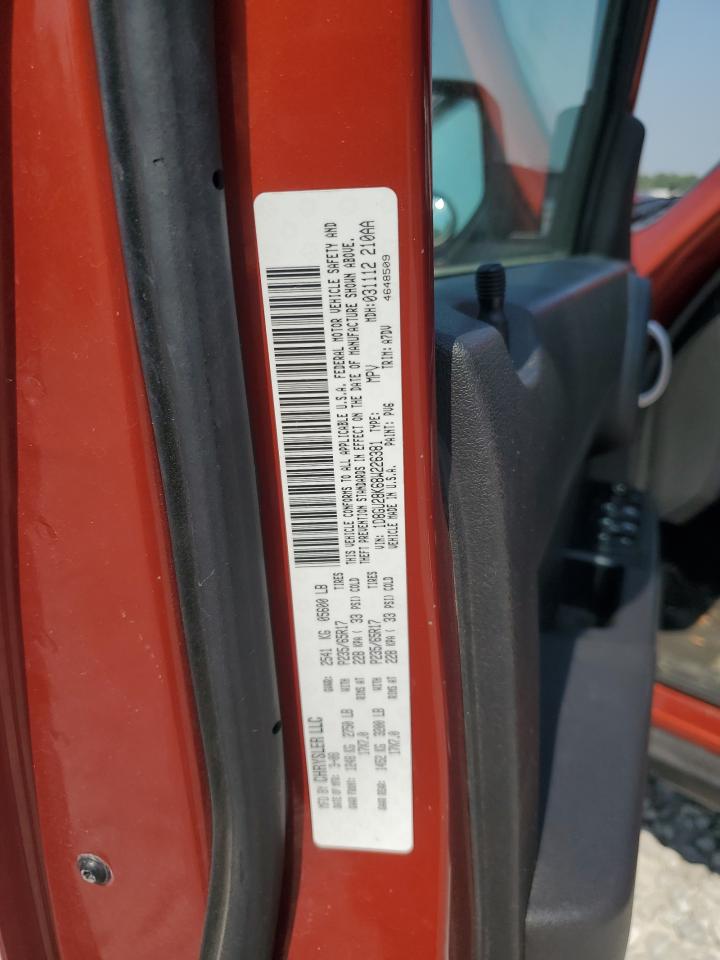 MFD BY CHRYSLER LLC
DATE OF MFR: 3-08 GVWR: 2541 KG 05600 LB
GAWR FRONT: 1248 KG 2750 LB WITH P235/65R17 TIRES
17X7.0 RIMS AT 228 KPA ( 33 PSI) COLD
GAWR REAR: 1452 KG 3200 LB WITH P235/65R17 TIRES
17X7.0 RIMS AT 228 KPA ( 33 PSI) COLD
THIS VEHICLE CONFORMS TO ALL APPLICABLE U.S.A. FEDERAL MOTOR VEHICLE SAFETY AND
THEFT PREVENTION STANDARDS IN EFFECT ON THE DATE OF MANUFACTURE SHOWN ABOVE.
VIN: 1D8GU28K68W226381 TYPE: MPV MDH:031112 210AA
VEHICLE MADE IN U.S.A. PAINT: PVG TRIM: A7DV 4648509